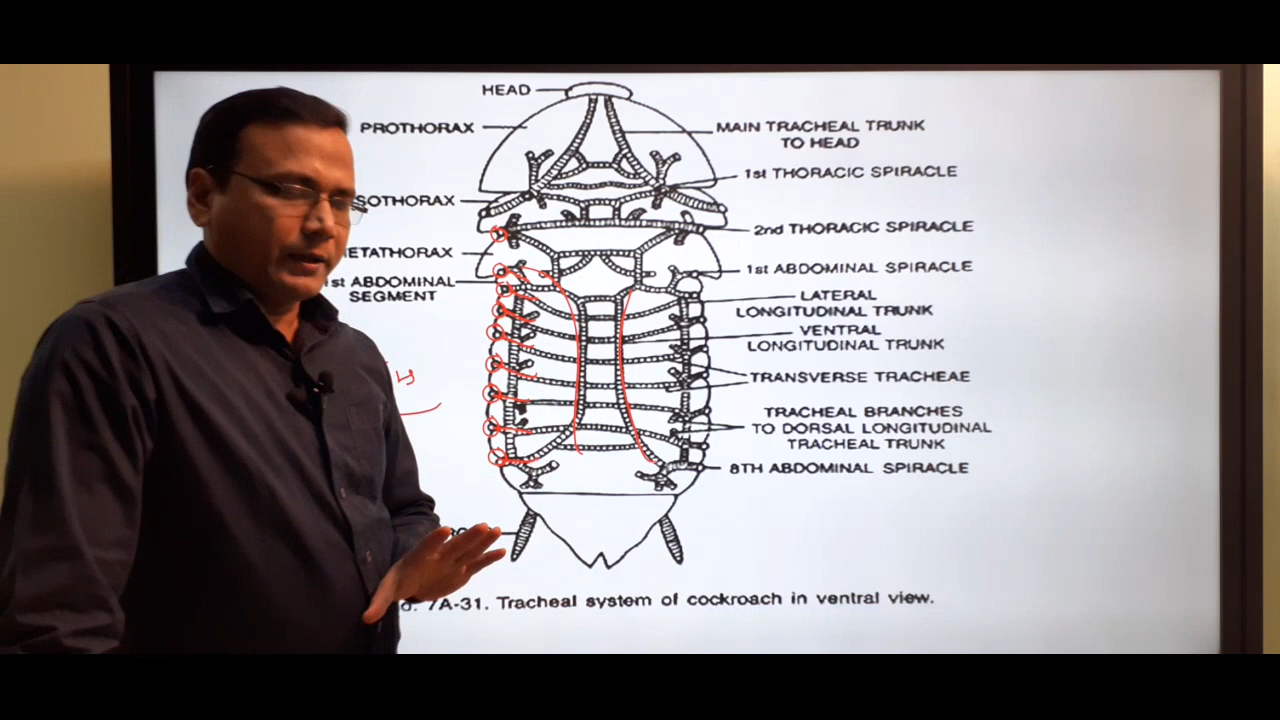 HEAD
PROTHORAX
MAIN TRACHEAL TRUNK
TO HEAD
1st THORACIC SPIRACLE
SOTHORAX
2nd THORACIC SPIRACLE
ETATHORAX
1st ABDOMINAL SPIRACLE
1st ABDOMINAL
SEGMENT
LATERAL
LONGITUDINAL TRUNK
VENTRAL
LONGITUDINAL TRUNK
TRANSVERSE TRACHEAE
TRACHEAL BRANCHES
TO DORSAL LONGITUDINAL
TRACHEAL TRUNK
8TH ABDOMINAL SPIRACLE
7A-31. Tracheal system of cockroach in ventral view.